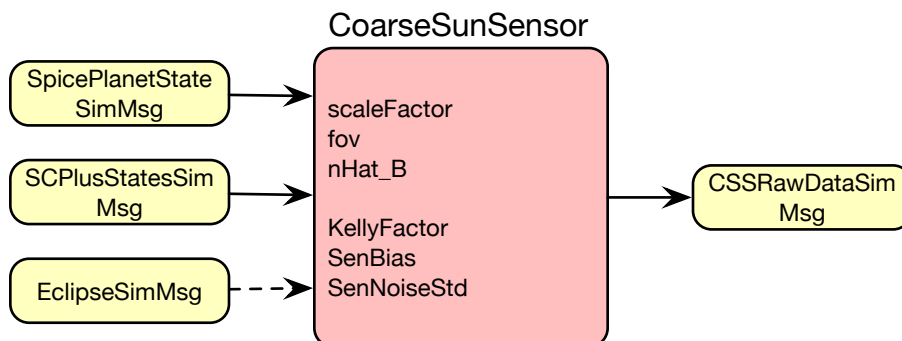 CoarseSunSensor
SpicePlanetState
SimMsg
SCPlusStatesSim
Msg
EclipseSimMsg
scaleFactor
fov
nHat_B
KellyFactor
SenBias
SenNoiseStd
CSSRawDataSim
Msg